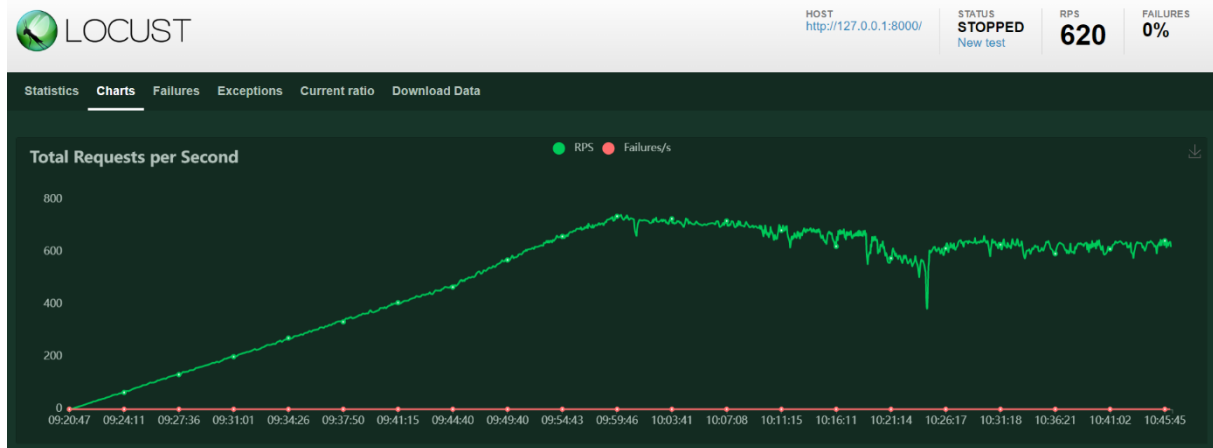 LOCUST
HOST
http://127.0.0.1:8000/
STATUS
STOPPED
New test
RPS
620
FAILURES
0%
Statistics Charts Failures Exceptions Current ratio Download Data
Total Requests per Second
RPS Failures/s
800
600
400
200
0
09:20:47 09:24:11 09:27:36 09:31:01 09:34:26 09:37:50 09:41:15 09:44:40 09:49:40 09:54:43 09:59:46 10:03:41 10:07:08 10:11:15 10:16:11 10:21:14 10:26:17 10:31:18 10:36:21 10:41:02 10:45:45